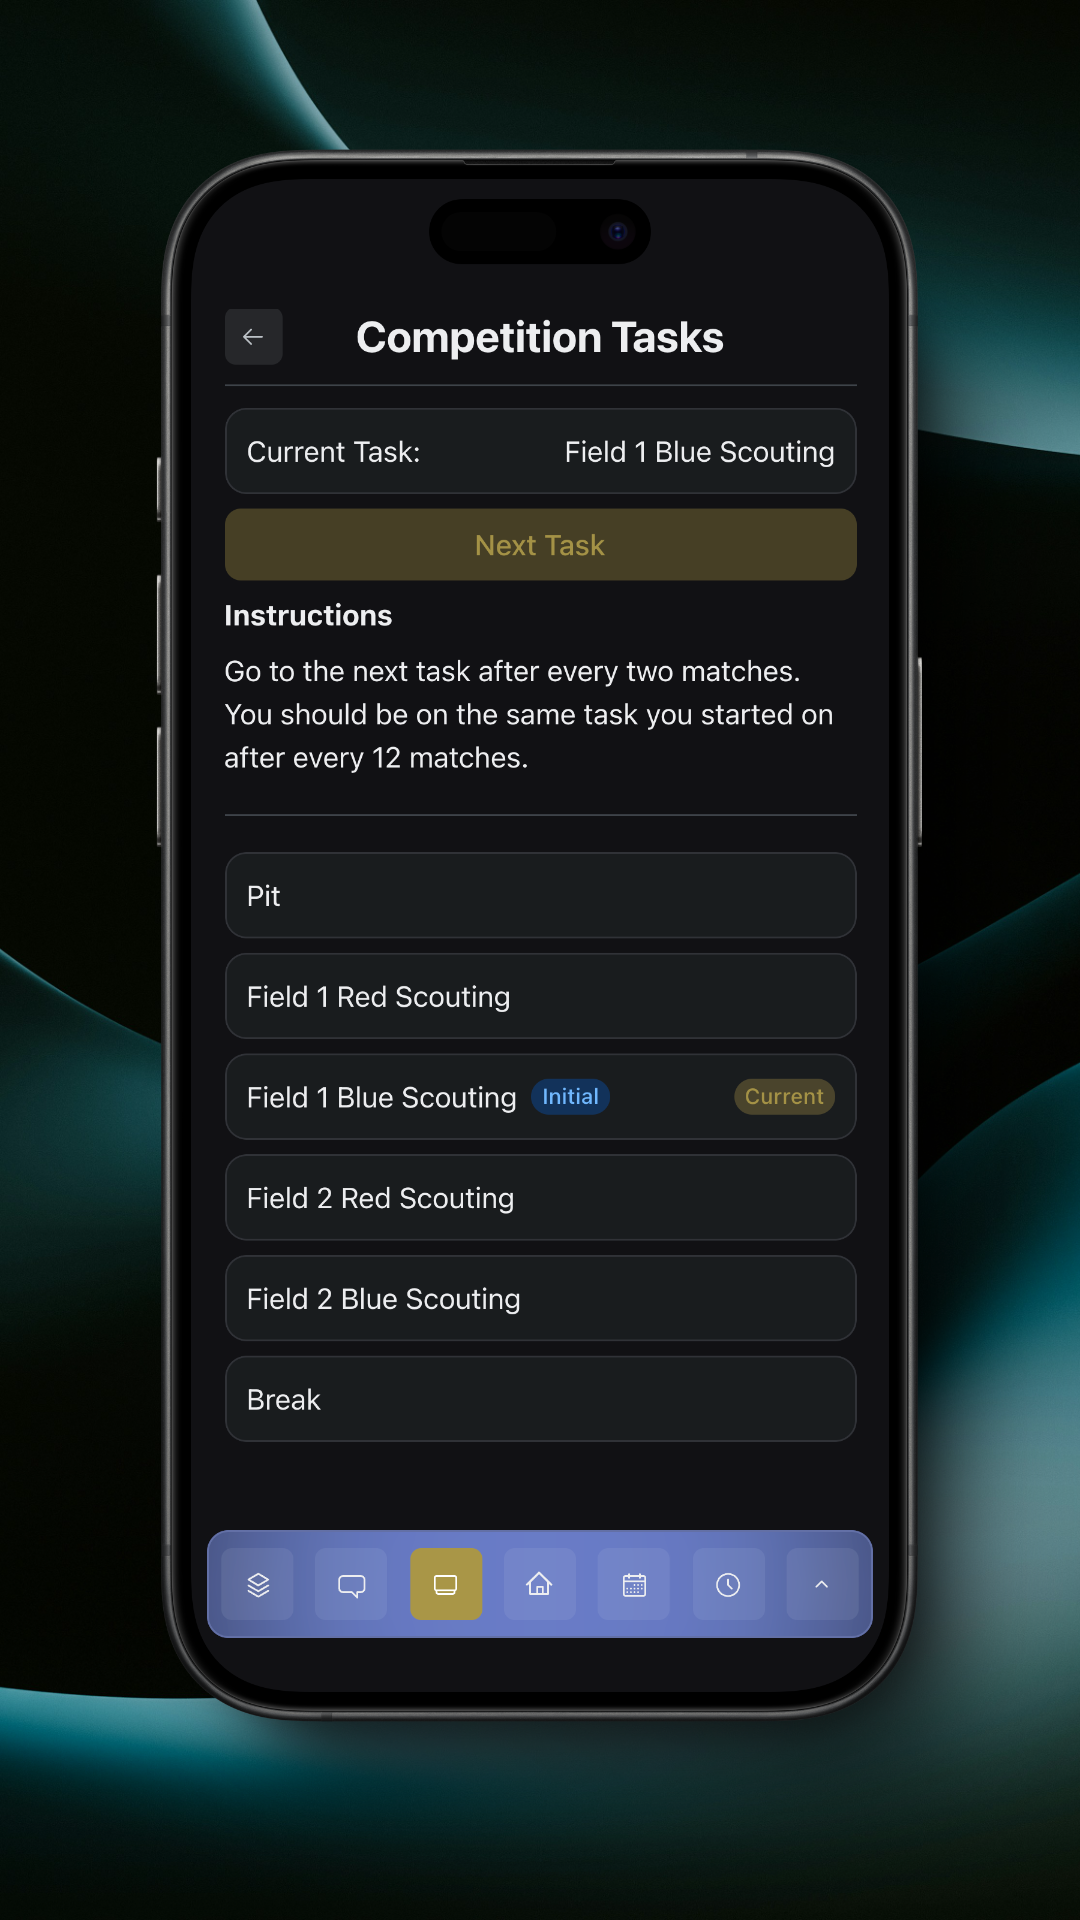 Competition Tasks
Current Task: Field 1 Blue Scouting
Next Task
Instructions
Go to the next task after every two matches.
You should be on the same task you started on
after every 12 matches.
Pit
Field 1 Red Scouting
Field 1 Blue Scouting Initial Current
Field 2 Red Scouting
Field 2 Blue Scouting
Break